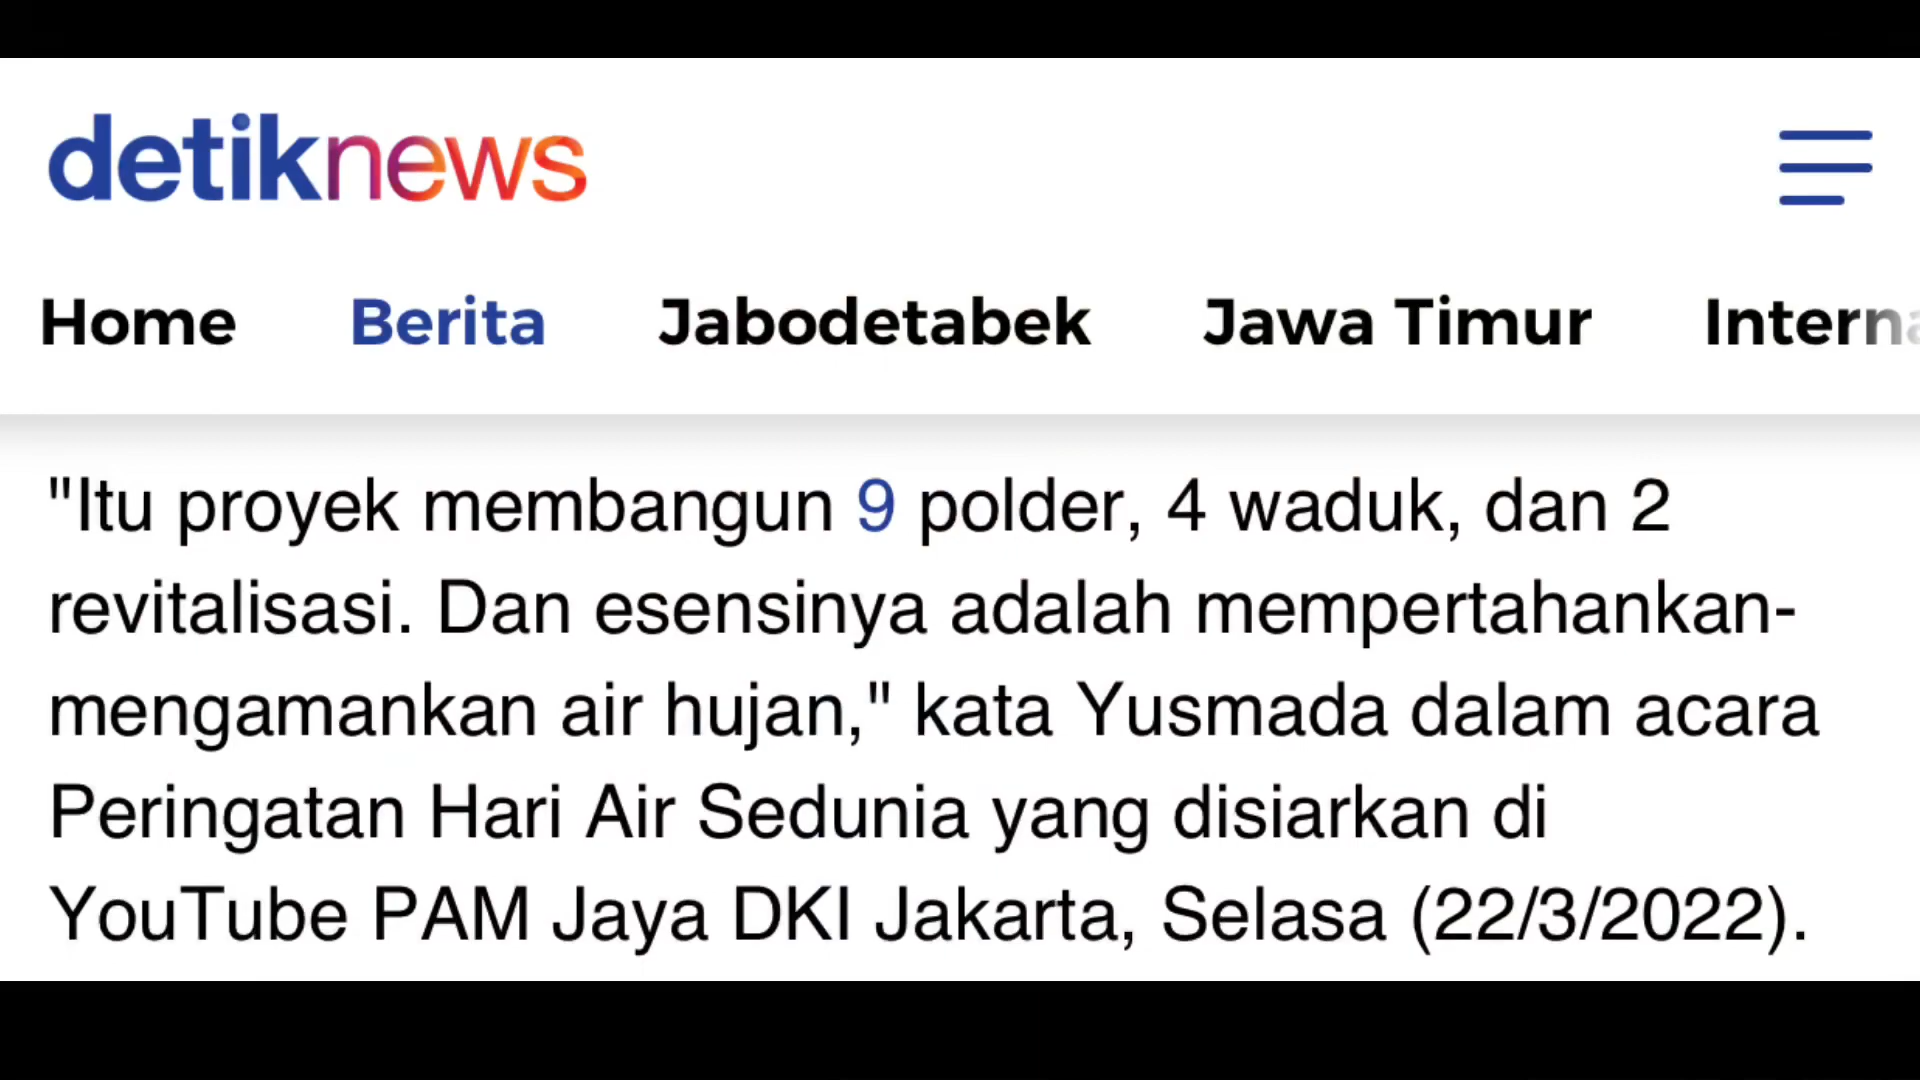 detiknews
Home Berita Jabodetabek Jawa Timur Interna
"Itu proyek membangun 9 polder, 4 waduk, dan 2
revitalisasi. Dan esensinya adalah mempertahankan-
mengamankan air hujan," kata Yusmada dalam acara
Peringatan Hari Air Sedunia yang disiarkan di
YouTube PAM Jaya DKI Jakarta, Selasa (22/3/2022).